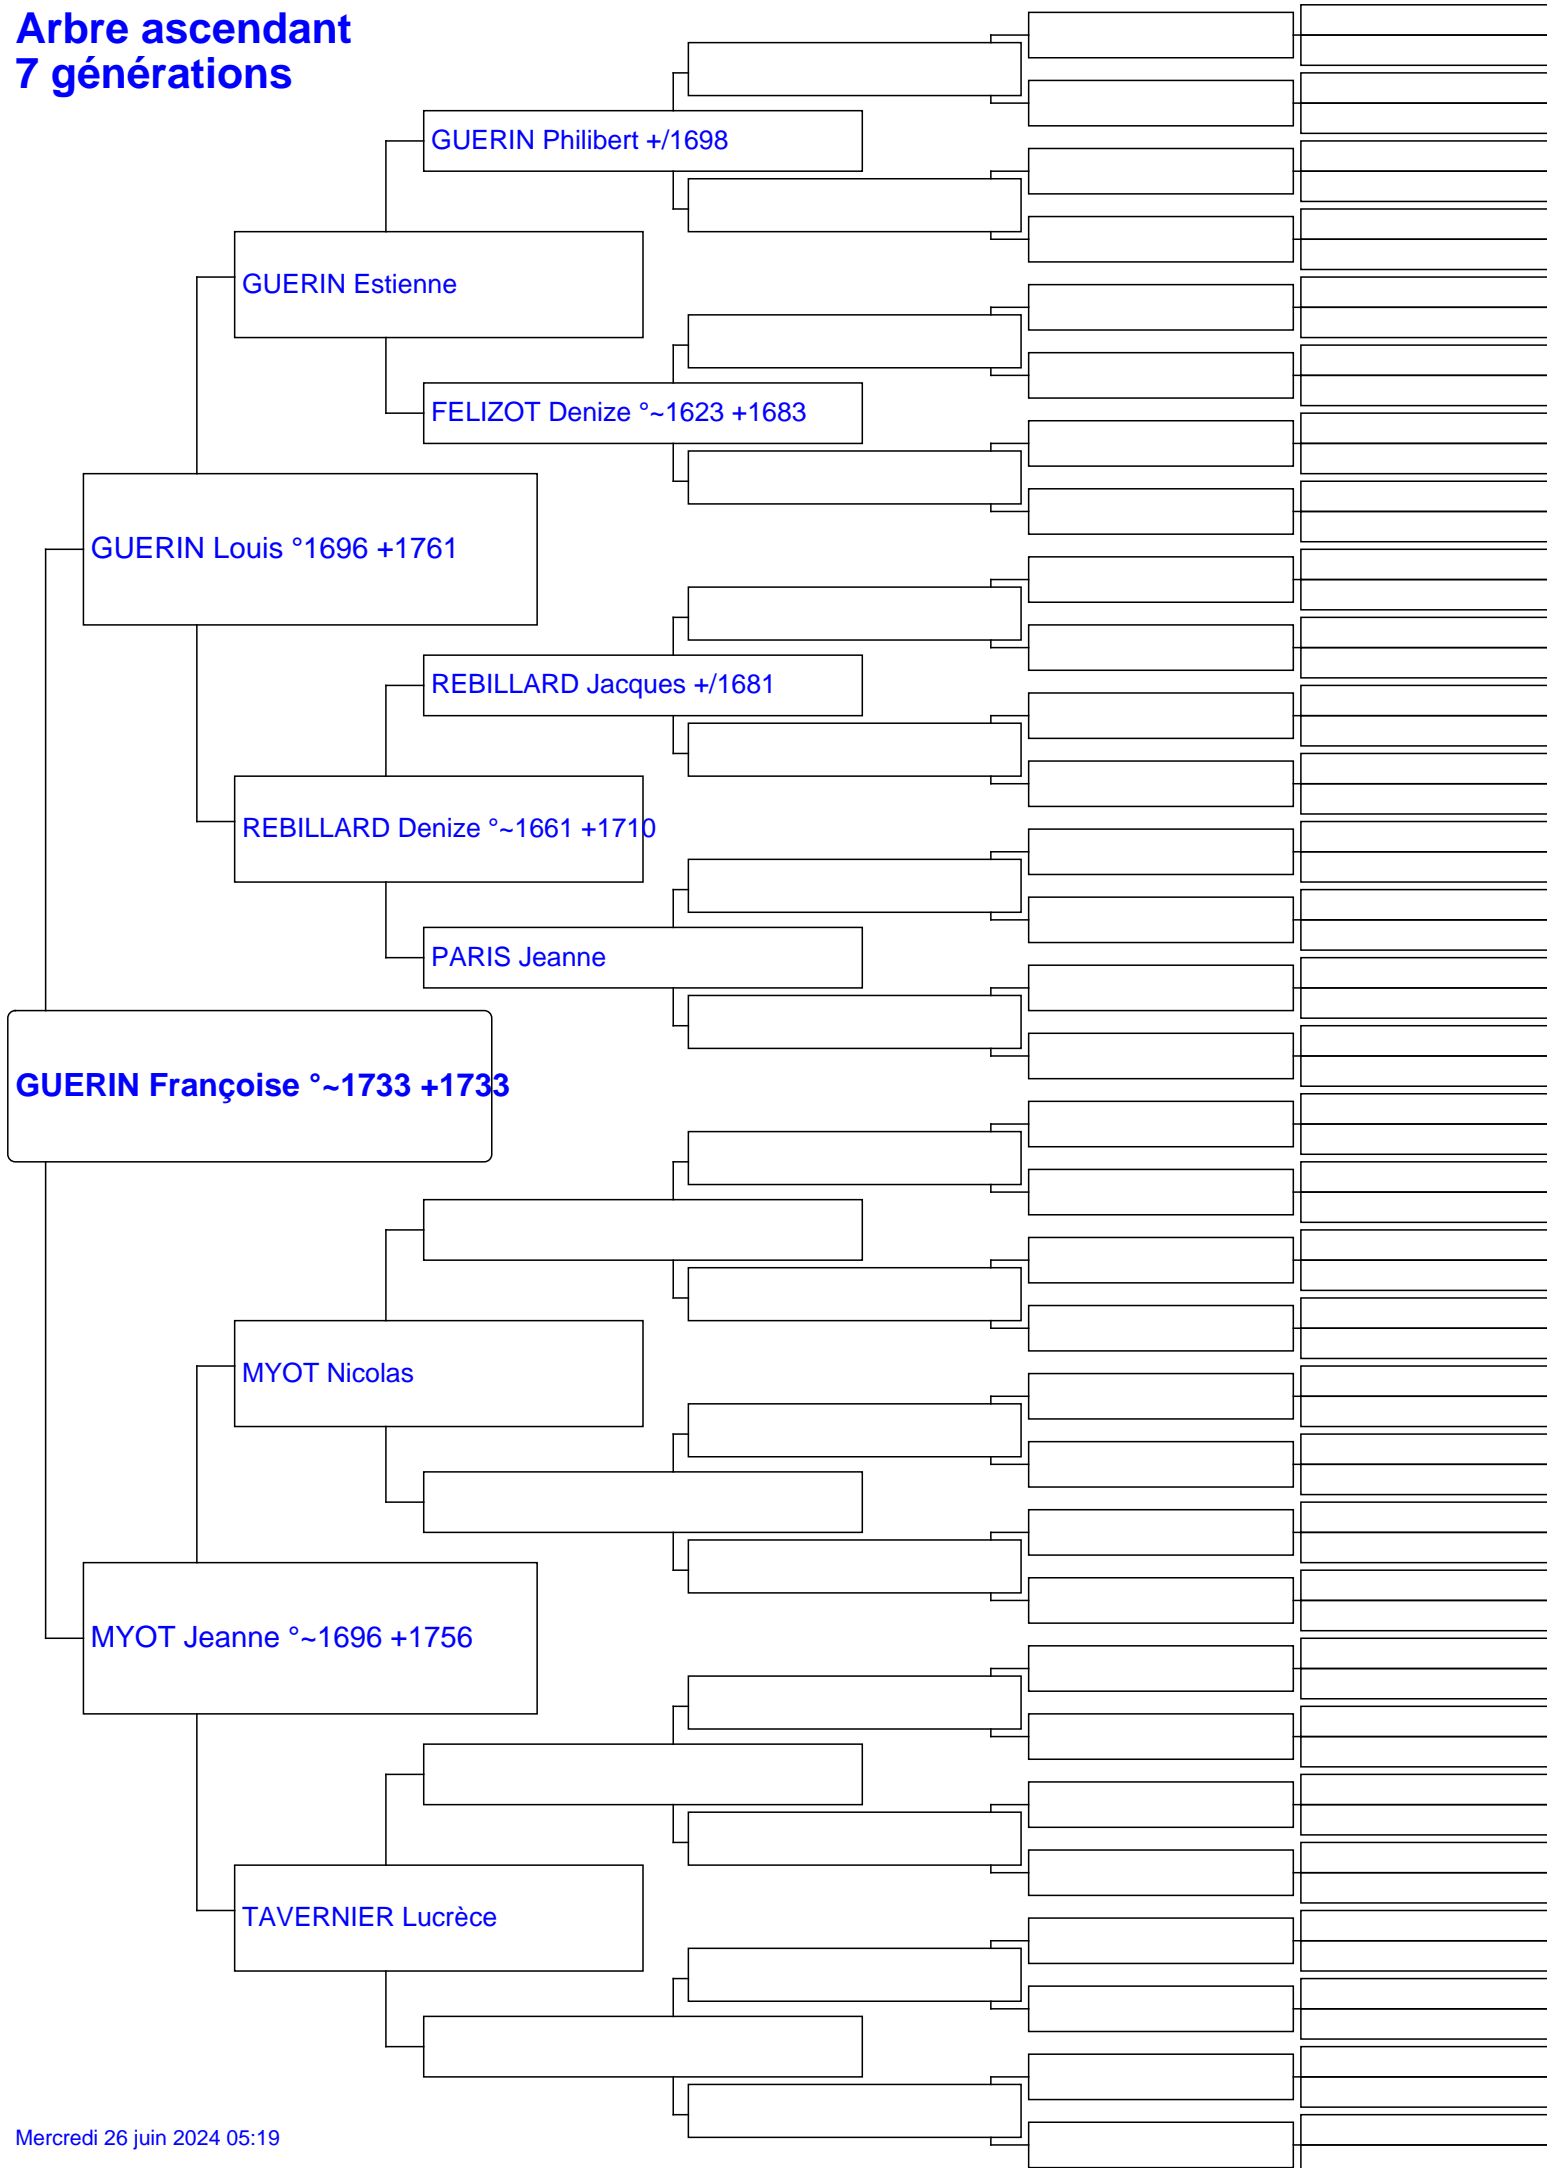 Arbre ascendant
7 générations
GUERIN Philibert +/1698
GUERIN Estienne
FELIZOT Denize °~1623 +1683
GUERIN Louis °1696 +1761
REBILLARD Jacques +/1681
REBILLARD Denize °~1661 +1710
PARIS Jeanne
GUERIN Françoise °~1733 +1733
MYOT Nicolas
MYOT Jeanne °~1696 +1756
TAVERNIER Lucrèce
Mercredi 26 juin 2024 05:19